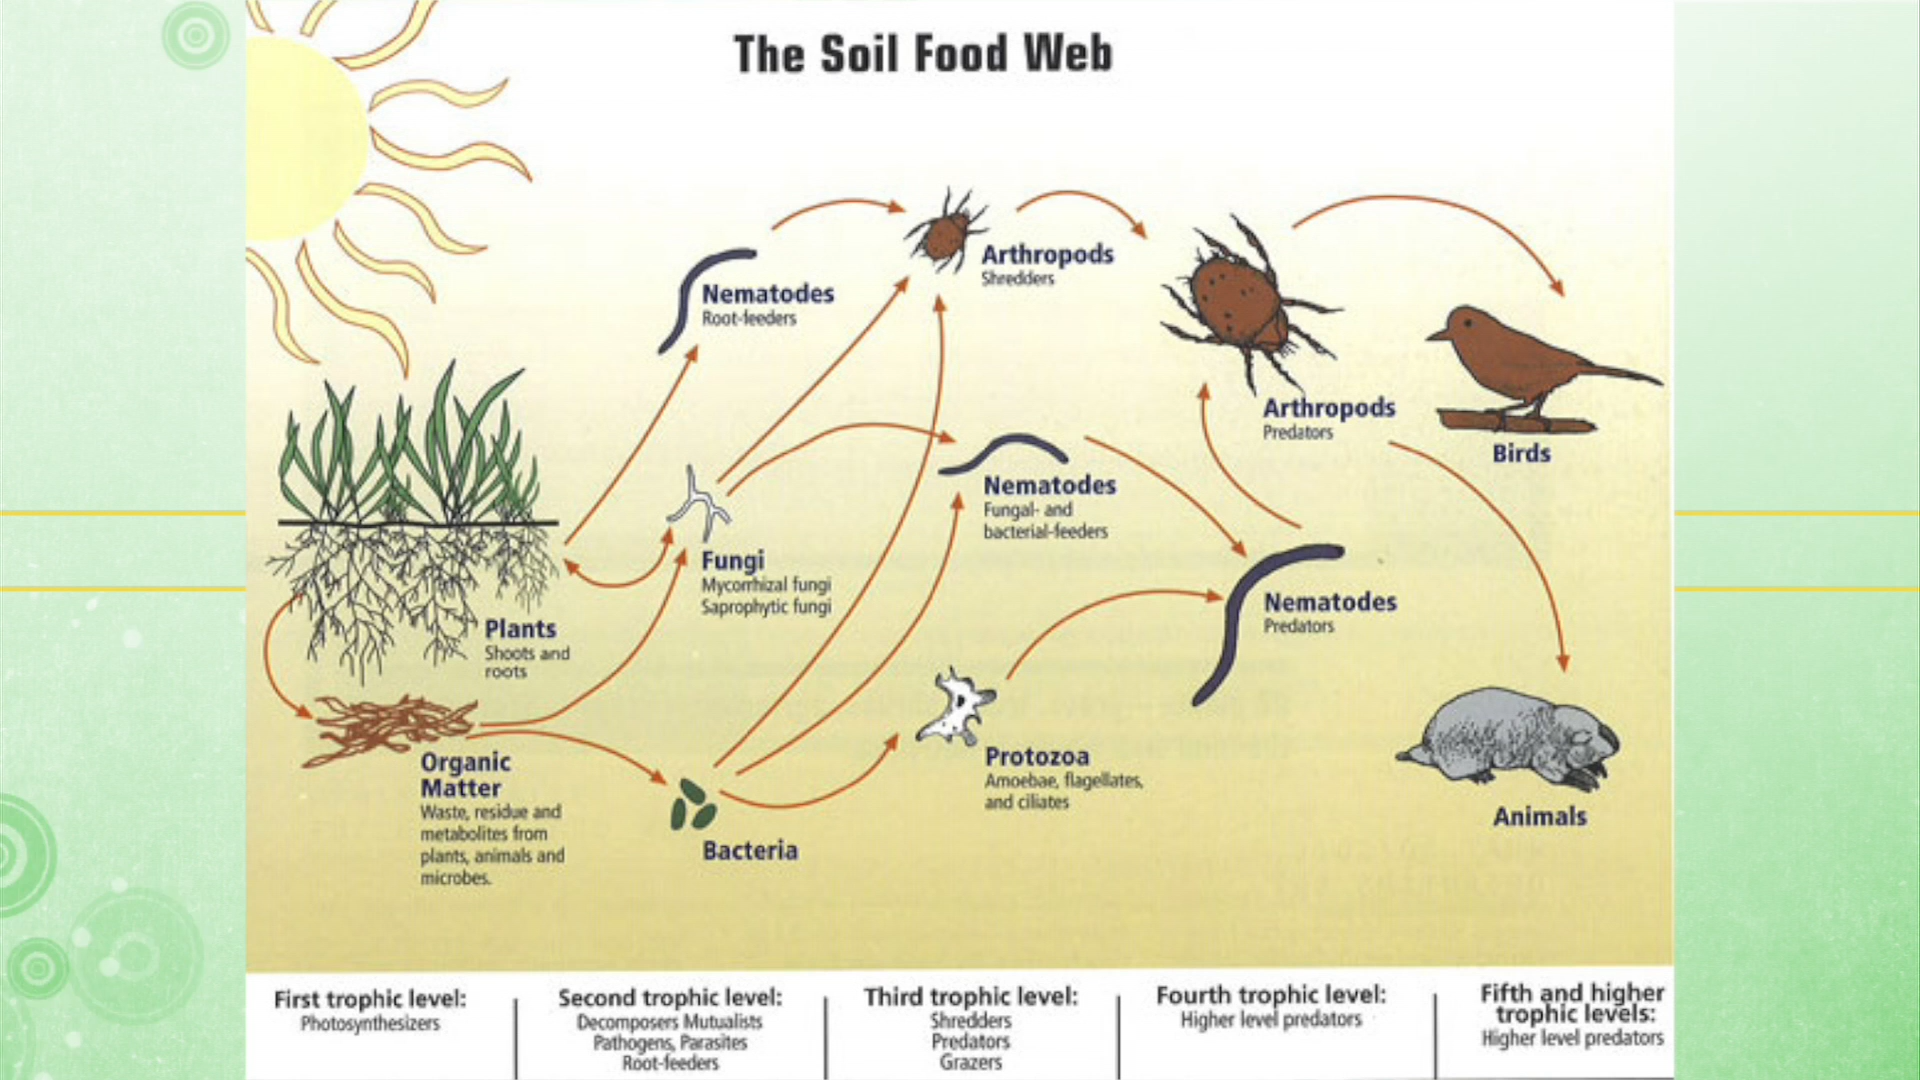 The Soil Food Web
Arthropods
Shredders
Nematodes
Root-feeders
Arthropods
Predators
Birds
Nematodes
Fungal- and
bacterial-feeders
Fungi
Mycorrhizal fungi
Saprophytic fungi
Nematodes
Predators
Plants
Shoots and
roots
Organic
Matter
Waste, residue and
metabolites from
plants, animals and
microbes.
Protozoa
Amoebae, flagellates,
and ciliates
Bacteria
Animals
First trophic level:
Photosynthesizers
Second trophic level:
Decomposers Mutualists
Pathogens, Parasites
Root-feeders
Third trophic level:
Shredders
Predators
Grazers
Fourth trophic level:
Higher level predators
Fifth and higher
trophic levels:
Higher level predators